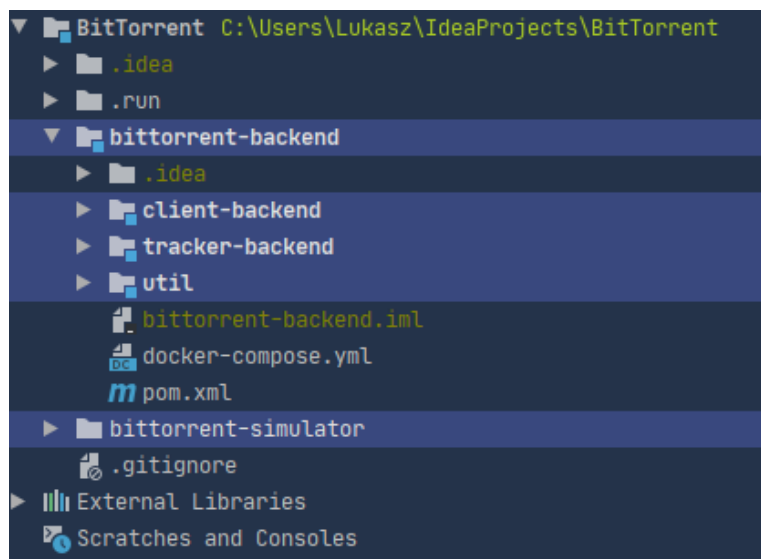 BitTorrent C:\Users\Lukasz\IdeaProjects\BitTorrent
.idea
.run
bittorrent-backend
.idea
client-backend
tracker-backend
util
bittorrent-backend.iml
DC docker-compose.yml
m pom.xml
bittorrent-simulator
.gitignore
External Libraries
Scratches and Consoles